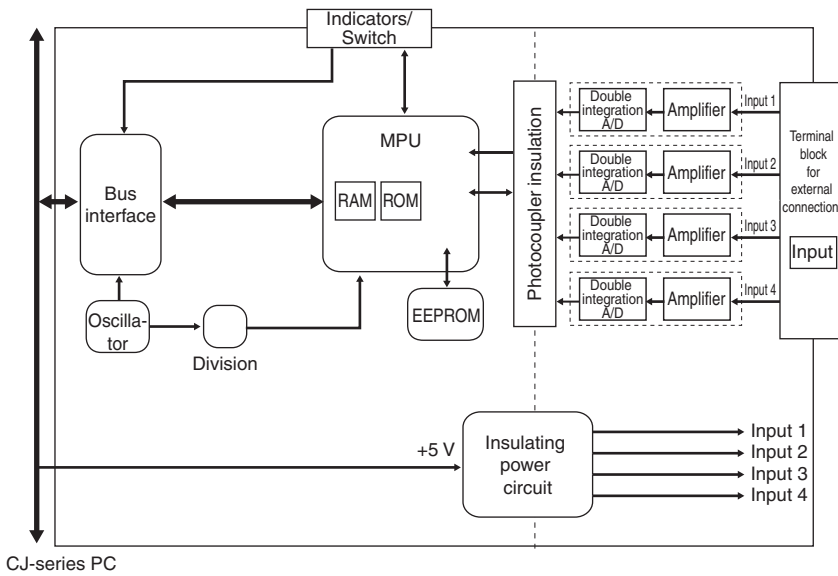 Indicators/
Switch
MPU
RAM
ROM
Bus
interface
Oscilla-
tor
Division
EEPROM
Photocoupler insulation
Double
integration
A/D
Amplifier
Input 1
Double
integration
A/D
Amplifier
Input 2
Double
integration
A/D
Amplifier
Input 3
Double
integration
A/D
Amplifier
Input 4
Terminal
block
for
external
connection
Input
+5 V
Insulating
power
circuit
Input 1
Input 2
Input 3
Input 4
CJ-series PC